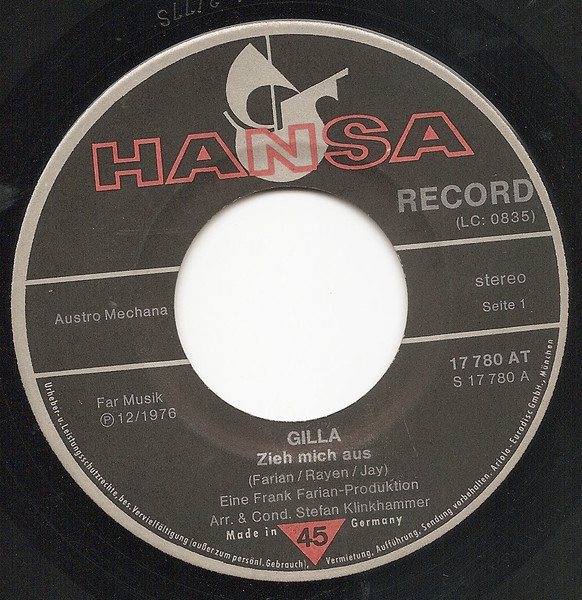 HANSA
RECORD
(LC: 0835)
stereo
Austro Mechana
Seite 1
17 780 AT
S 17 780 A
Far Musik
Ⓟ 12/1976
GILLA
Zieh mich aus
(Farian / Rayen / Jay)
Eine Frank Farian-Produktion
Arr. & Cond. Stefan Klinkhammer
Made in Germany
45
Urheber- u. Leistungsschutzrechte, bes. Vervielfältigung (außer zum persönl. Gebrauch), Vermietung, Aufführung, Sendung vorbehalten. Ariola-Eurodisc GmbH., München